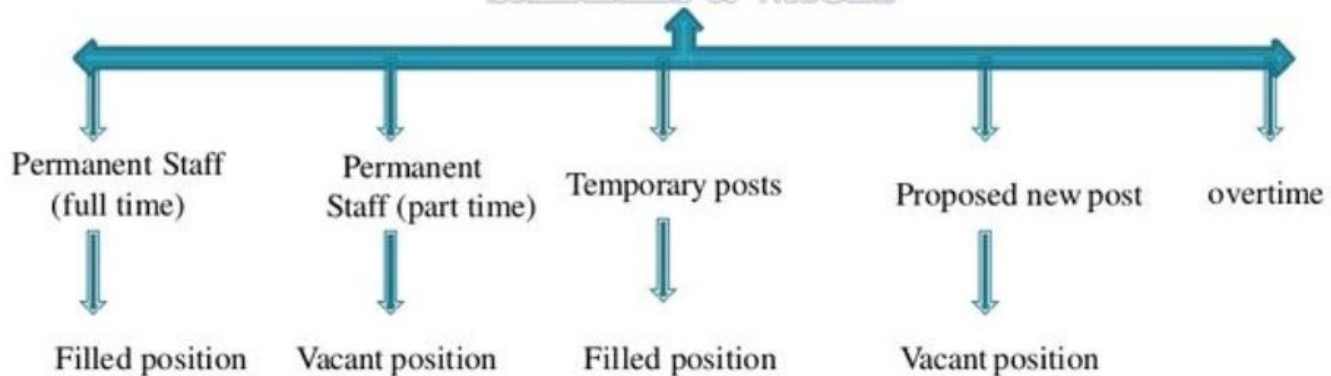 Permanent Staff
(full time)
Permanent
Staff (part time)
Temporary posts
Proposed new post
overtime
Filled position
Vacant position
Filled position
Vacant position